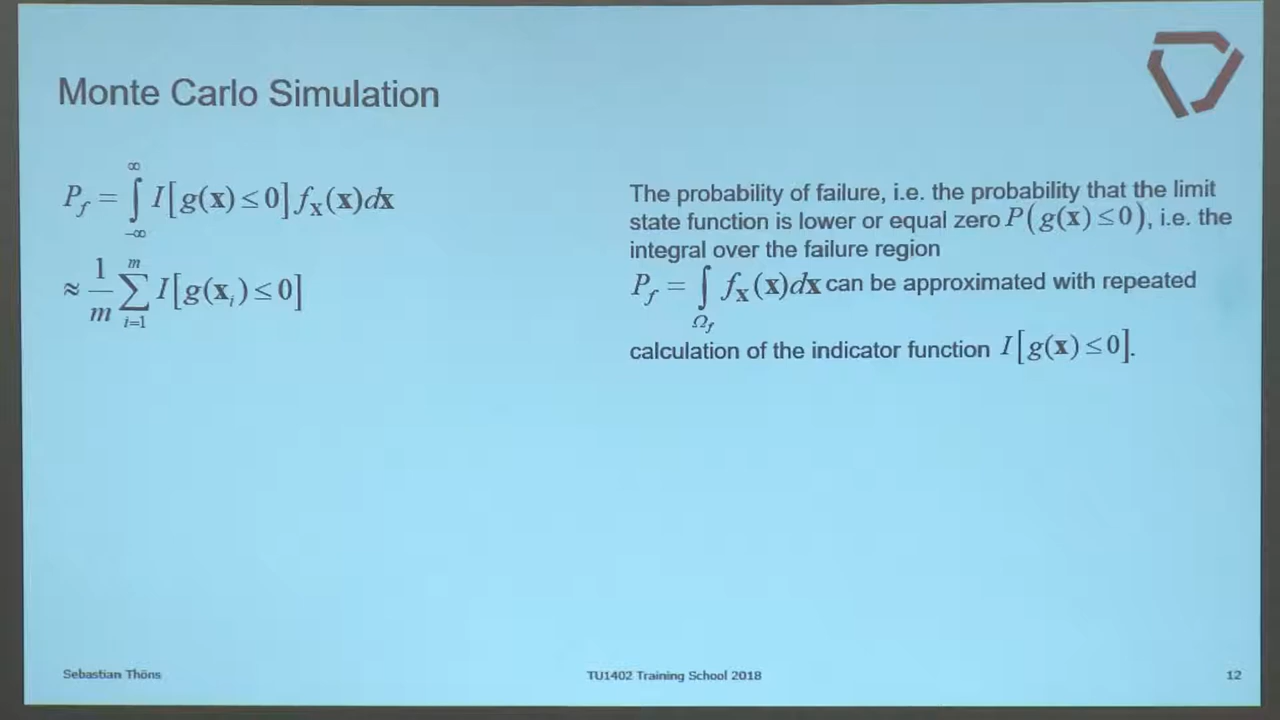 Monte Carlo Simulation
P_f = ∫_{-∞}^{∞} I[g(x) ≤ 0] f_X(x)dx
≈ 1/m ∑_{i=1}^{m} I[g(x_i) ≤ 0]
The probability of failure, i.e. the probability that the limit
state function is lower or equal zero P(g(x) ≤ 0), i.e. the
integral over the failure region
P_f = ∫_{Ω_f} f_X(x)dx can be approximated with repeated
calculation of the indicator function I[g(x) ≤ 0].
Sebastian Thöns
TU1402 Training School 2018
12